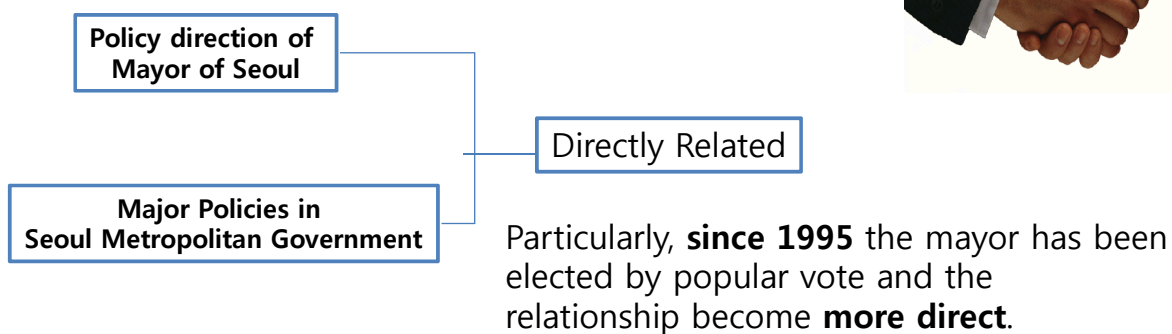 Policy direction of
Mayor of Seoul
Directly Related
Major Policies in
Seoul Metropolitan Government
Particularly, since 1995 the mayor has been
elected by popular vote and the
relationship become more direct.